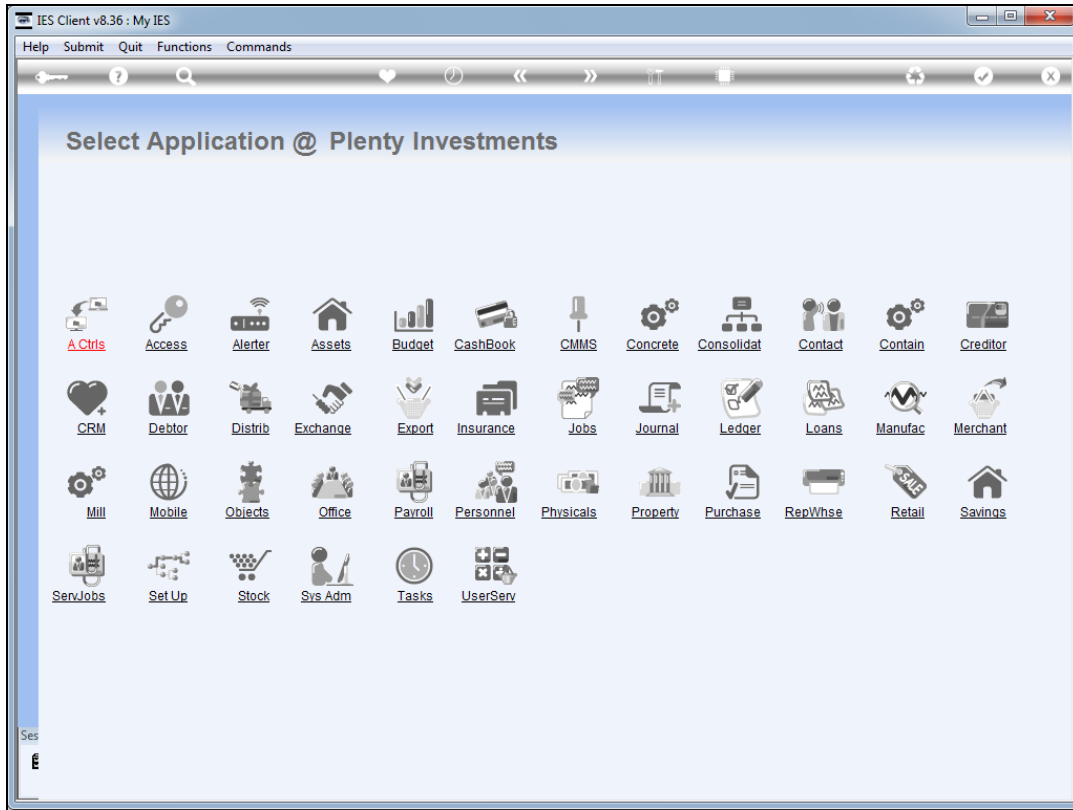 IES Client v8.36 : My IES
Help Submit Quit Functions Commands
Select Application @ Plenty Investments
A Ctrls Access Alerter Assets Budget CashBook CMMS Concrete Consolidat Contact Contain Creditor
CRM Debtor Distrib Exchange Export Insurance Jobs Journal Ledger Loans Manufac Merchant
Mill Mobile Objects Office Payroll Personnel Physicals Property Purchase RepWhse Retail Savings
ServJobs Set Up Stock Sys Adm Tasks UserServ
Ses